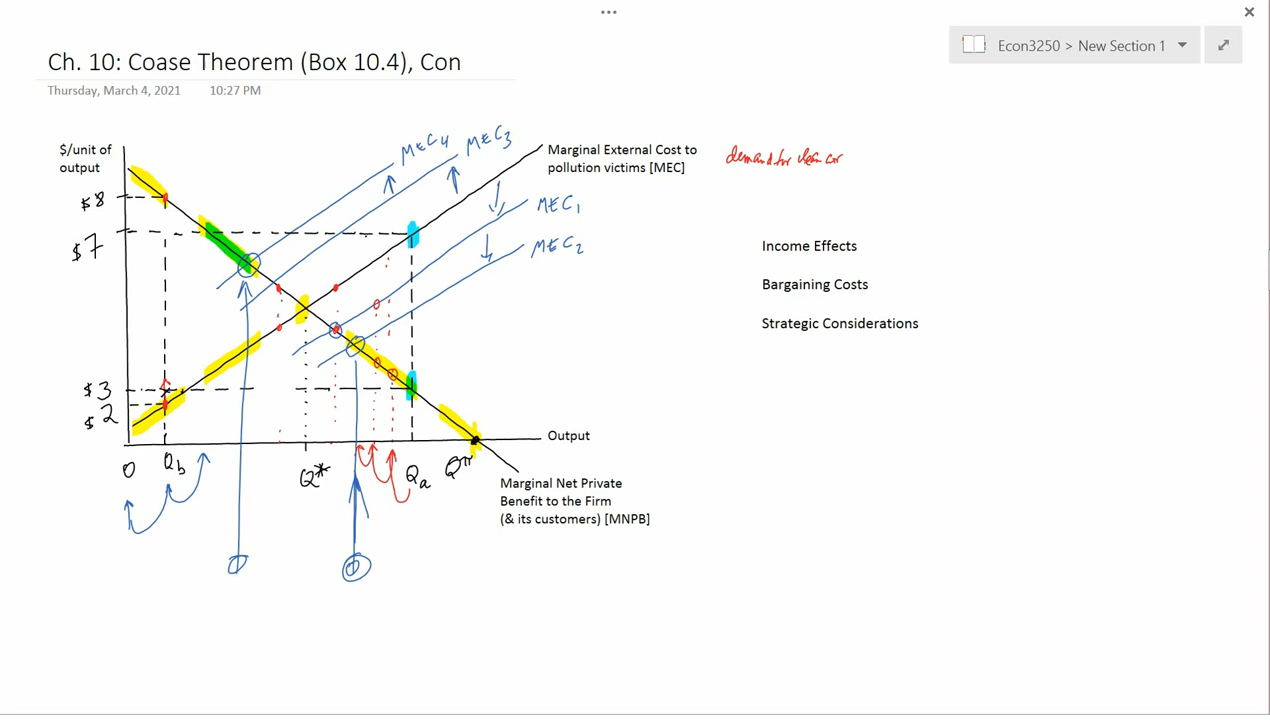 Econ3250 > New Section 1
Ch. 10: Coase Theorem (Box 10.4), Con
Thursday, March 4, 2021 10:27 PM
$/unit of
output
$8
$7
$3
$2
MEC4
MEC3
Marginal External Cost to
pollution victims [MEC]
demand for clean
MEC1
MEC2
Income Effects
Bargaining Costs
Strategic Considerations
Output
0 Qb Q* Qa Qπ
Marginal Net Private
Benefit to the Firm
(& its customers) [MNPB]